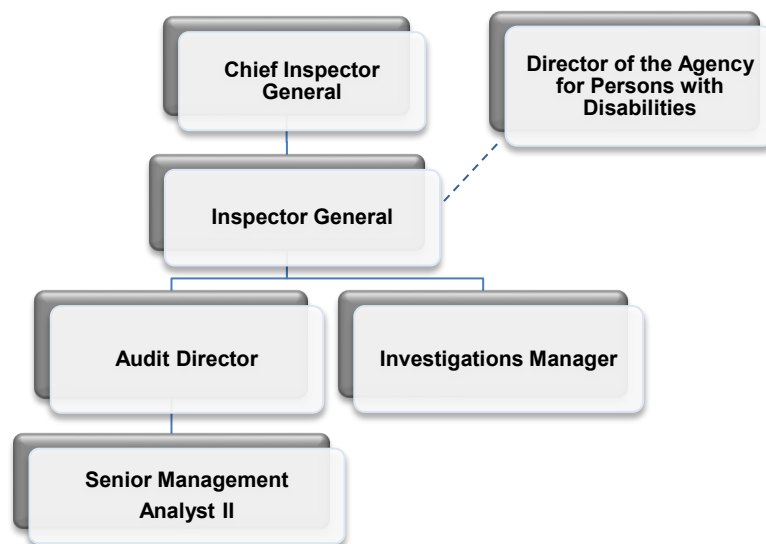 Chief Inspector
General
Director of the Agency
for Persons with
Disabilities
Inspector General
Audit Director
Investigations Manager
Senior Management
Analyst II